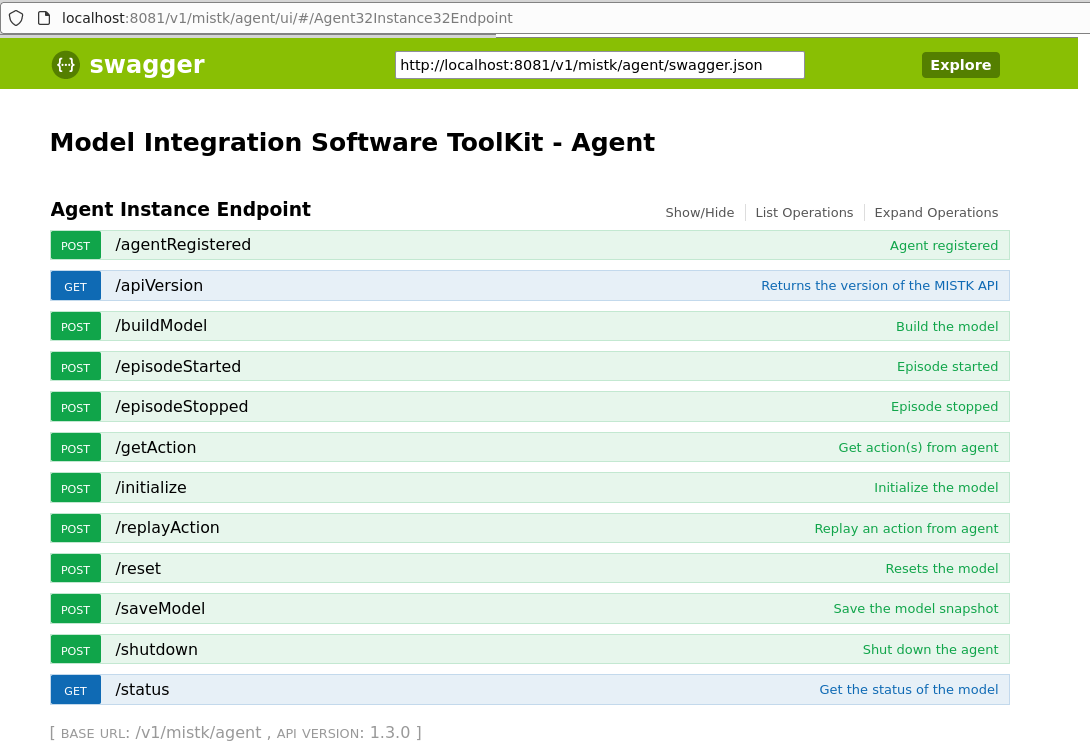 localhost:8081/v1/mistk/agent/ui/#/Agent32Instance32Endpoint
{···} swagger http://localhost:8081/v1/mistk/agent/swagger.json Explore
Model Integration Software ToolKit - Agent
Agent Instance Endpoint Show/Hide List Operations Expand Operations
POST /agentRegistered Agent registered
GET /apiVersion Returns the version of the MISTK API
POST /buildModel Build the model
POST /episodeStarted Episode started
POST /episodeStopped Episode stopped
POST /getAction Get action(s) from agent
POST /initialize Initialize the model
POST /replayAction Replay an action from agent
POST /reset Resets the model
POST /saveModel Save the model snapshot
POST /shutdown Shut down the agent
GET /status Get the status of the model
[ BASE URL: /v1/mistk/agent , API VERSION: 1.3.0 ]